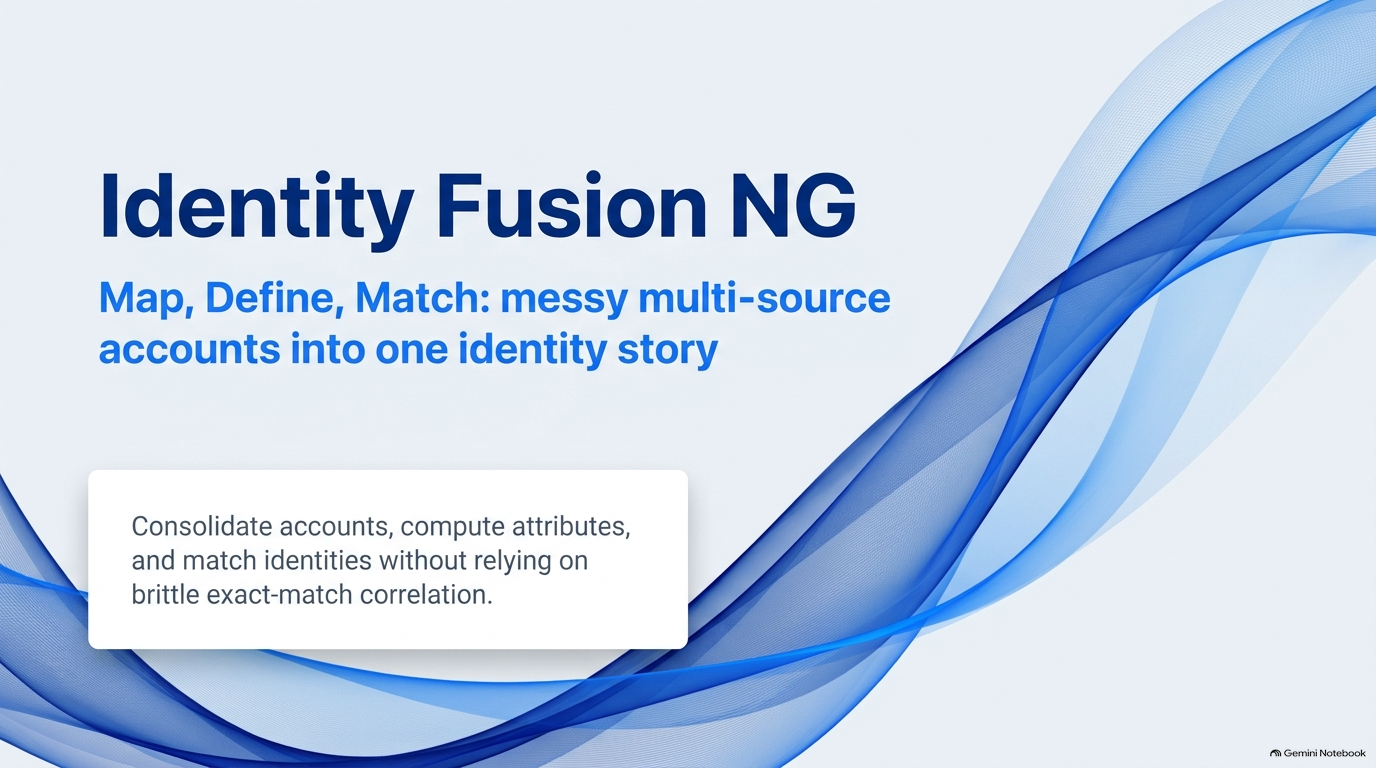 Identity Fusion NG
Map, Define, Match: messy multi-source
accounts into one identity story
Consolidate accounts, compute attributes,
and match identities without relying on
brittle exact-match correlation.
Gemini Notebook